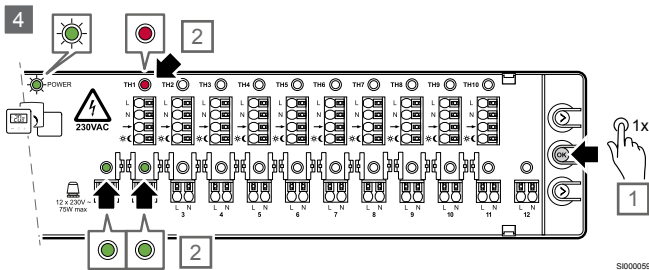 4
2
POWER
TH1 TH2 TH3 TH4 TH5 TH6 TH7 TH8 TH9 TH10
230VAC
L L L L L L L L L L
N N N N N N N N N N
1x
OK
1
12 x 230V ~
75W max
L N L N L N L N L N L N L N L N L N L N
3 4 5 6 7 8 9 10 11 12
2
SI000059